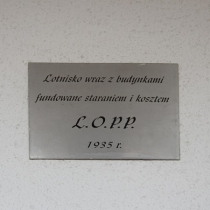 Lotnisko wraz z budynkami
fundowane staraniem i kosztem
L.O.P.P.
1935 r.